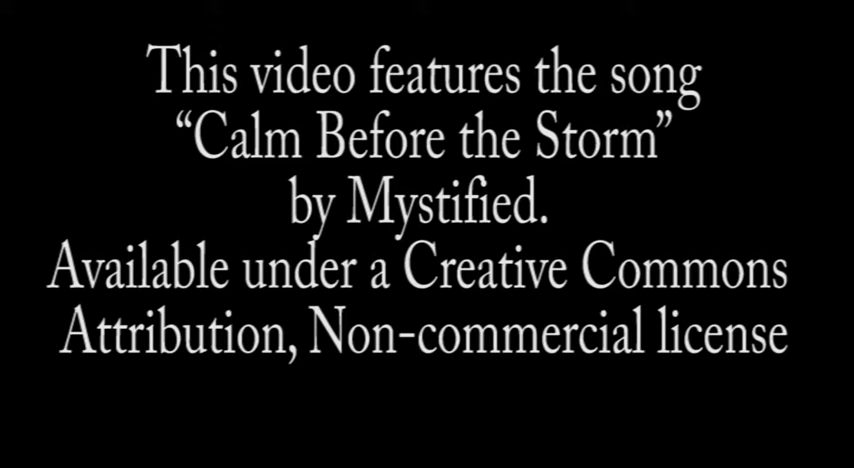 This video features the song
“Calm Before the Storm”
by Mystified.
Available under a Creative Commons
Attribution, Non-commercial license